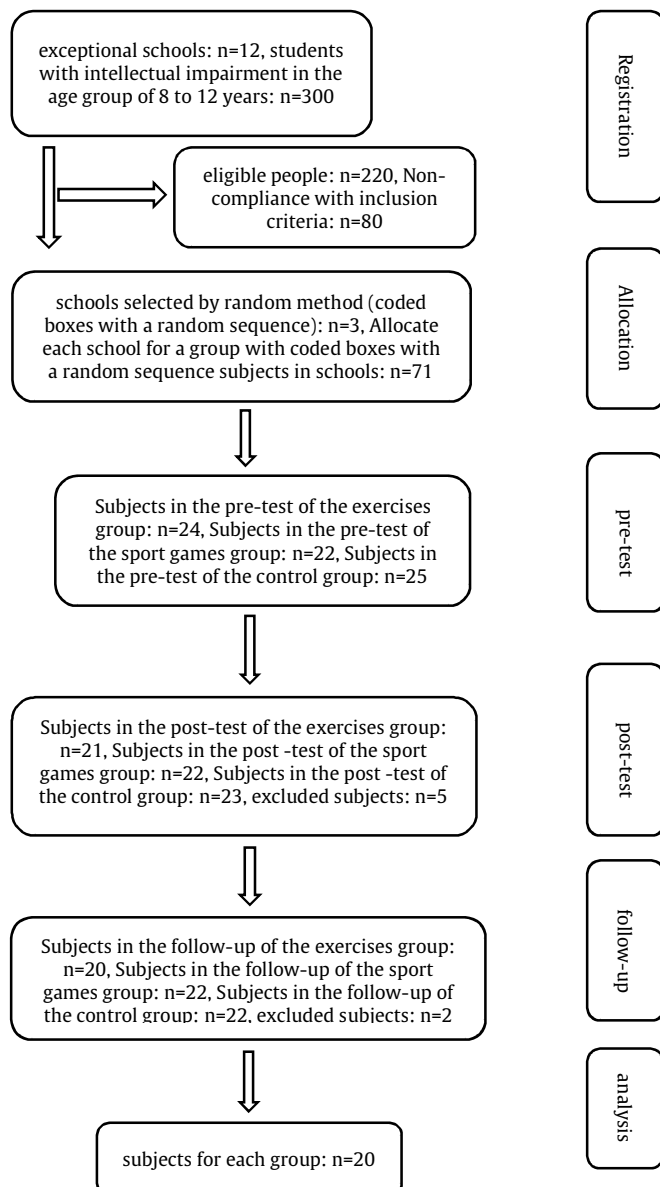 exceptional schools: n=12, students
with intellectual impairment in the
age group of 8 to 12 years: n=300
Registration
eligible people: n=220, Non-
compliance with inclusion
criteria: n=80
schools selected by random method (coded
boxes with a random sequence): n=3, Allocate
each school for a group with coded boxes with
a random sequence subjects in schools: n=71
Allocation
Subjects in the pre-test of the exercises
group: n=24, Subjects in the pre-test of
the sport games group: n=22, Subjects in
the pre-test of the control group: n=25
pre-test
Subjects in the post-test of the exercises group:
n=21, Subjects in the post -test of the sport
games group: n=22, Subjects in the post -test of
the control group: n=23, excluded subjects: n=5
post-test
Subjects in the follow-up of the exercises group:
n=20, Subjects in the follow-up of the sport
games group: n=22, Subjects in the follow-up of
the control group: n=22, excluded subjects: n=2
follow-up
subjects for each group: n=20
analysis